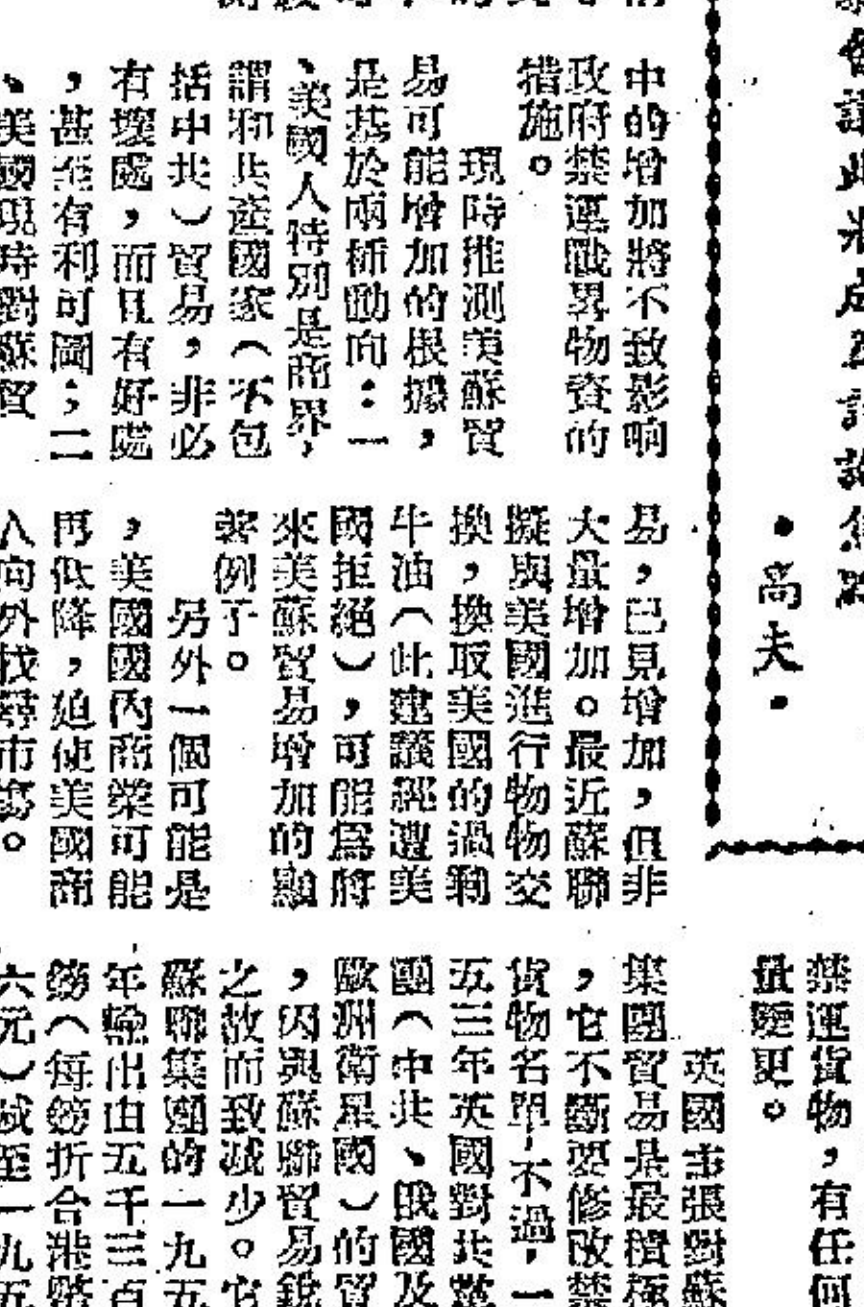 會議此將成為討論焦點
·高夫·
中的增加將不致影响
政府禁運戰畧物資的
措施。
現時推測美蘇貿
易可能增加的根據，
是基於兩種動向：一
、美國人特別是商界，
謂和共產國家（不包
括中共）貿易，非必
有壞處，而且有好處
，甚至有利可圖；二
、美國現時對蘇貿
易，已見增加，但非
大量增加。最近蘇聯
擬與美國進行物物交
換，換取美國的過剩
牛油（此建議經遭美
國拒絕），可能爲將
來美蘇貿易增加的顯
著例子。
另外一個可能是
，美國國內商業可能
再低降，迫使美國商
人向外找尋市場。
禁運貨物，有任何
量變更。
英國主張對蘇
集團貿易是最積極
，它不斷要修改禁
貨物名單，不過，一
五三年英國對共黨
團（中共、俄國及
歐洲衛星國）的貿
，因與蘇聯貿易銳
之故而致減少。它
蘇聯集團的一九五
年輸出由五千三百
鎊（每鎊折合港幣
六元）減至一九五